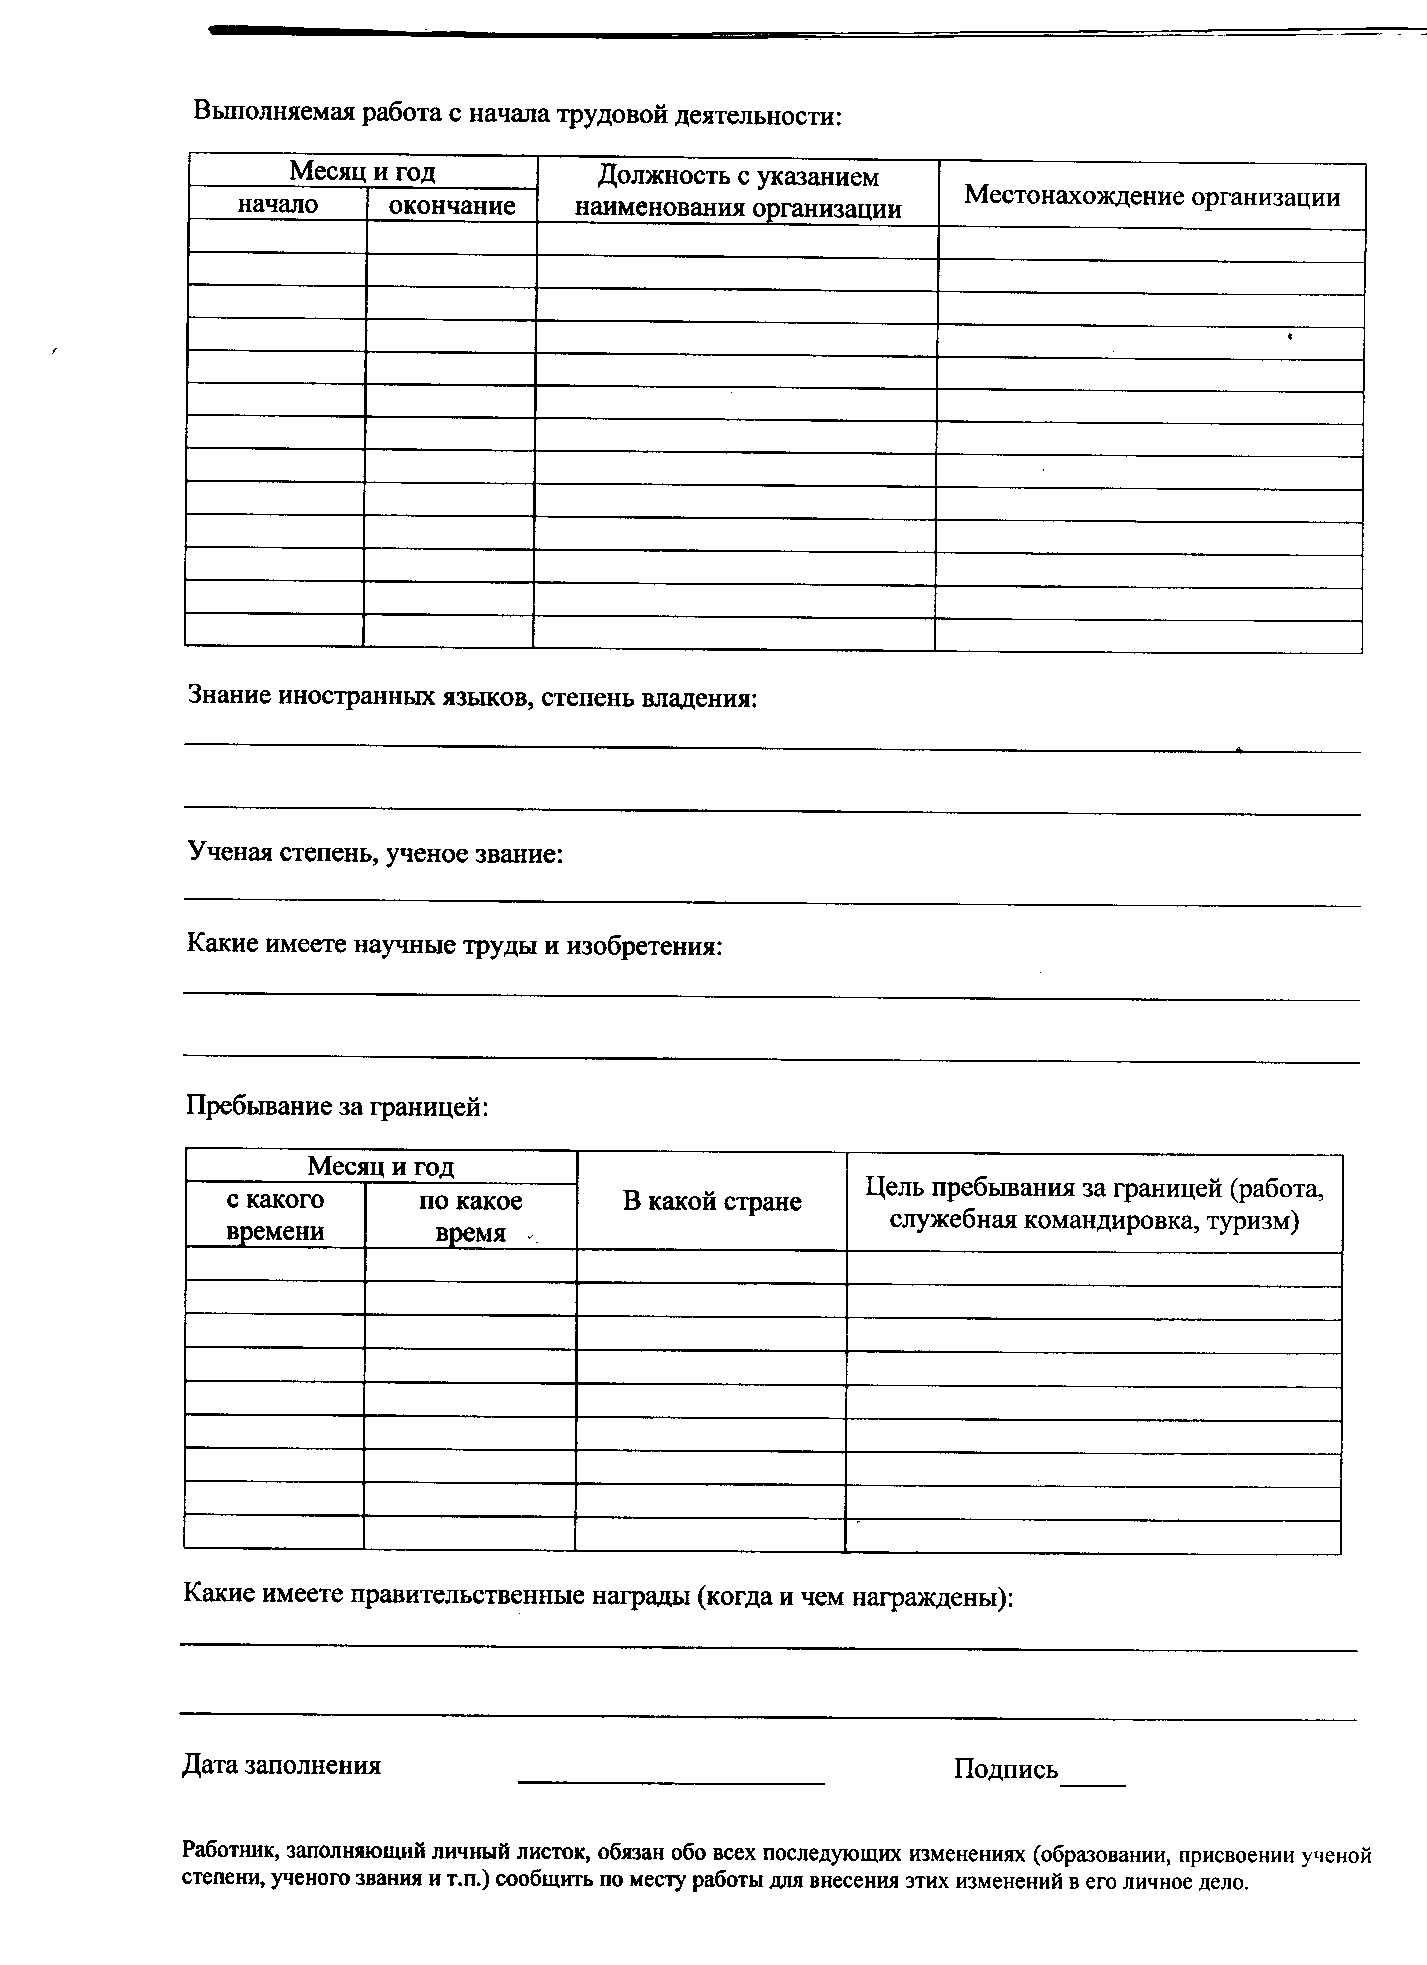 Выполняемая работа с начала трудовой деятельности:
Месяц и год
Должность с указанием
наименования организации
Местонахождение организации
начало
окончание
Знание иностранных языков, степень владения:
Ученая степень, ученое звание:
Какие имеете научные труды и изобретения:
Пребывание за границей:
Месяц и год
с какого
времени
по какое
время
В какой стране
Цель пребывания за границей (работа,
служебная командировка, туризм)
Какие имеете правительственные награды (когда и чем награждены):
Дата заполнения
Подпись
Работник, заполняющий личный листок, обязан обо всех последующих изменениях (образовании, присвоении ученой
степени, ученого звания и т.п.) сообщить по месту работы для внесения этих изменений в его личное дело.